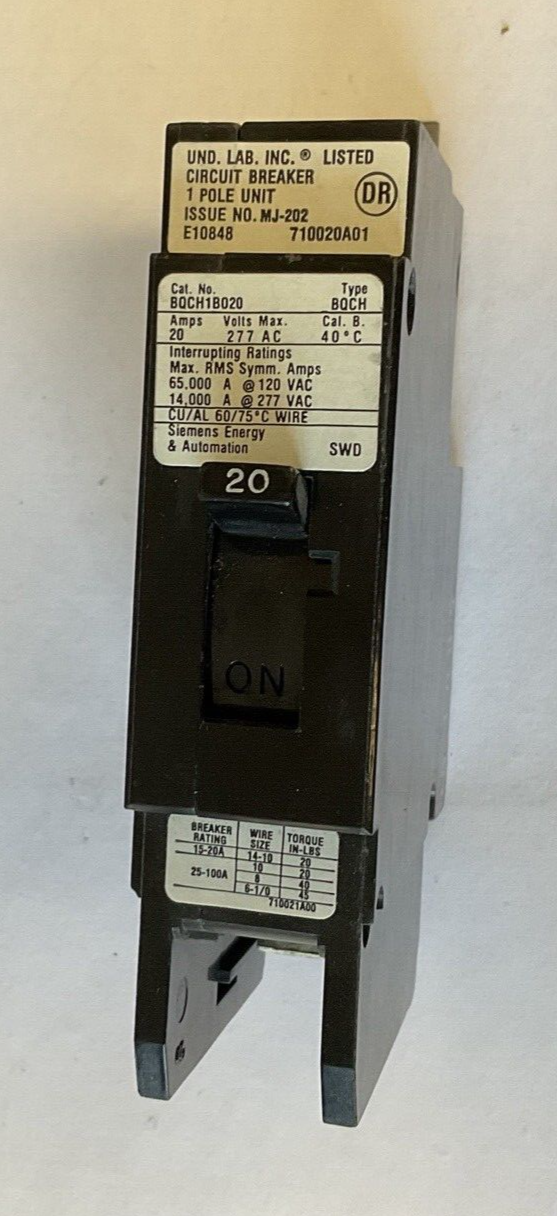 UND. LAB. INC.® LISTED
CIRCUIT BREAKER
1 POLE UNIT
DR
ISSUE NO. MJ-202
E10848 710020A01
Cat. No. Type
BQCH1B020 BQCH
Amps Volts Max. Cal. B.
20 277 AC 40°C
Interrupting Ratings
Max. RMS Symm. Amps
65,000 A @ 120 VAC
14,000 A @ 277 VAC
CU/AL 60/75°C WIRE
Siemens Energy
& Automation SWD
20
ON
BREAKER WIRE TORQUE
RATING SIZE IN-LBS
15-20A 14-10 20
10 20
25-100A 8 40
6-1/0 45
710021A00